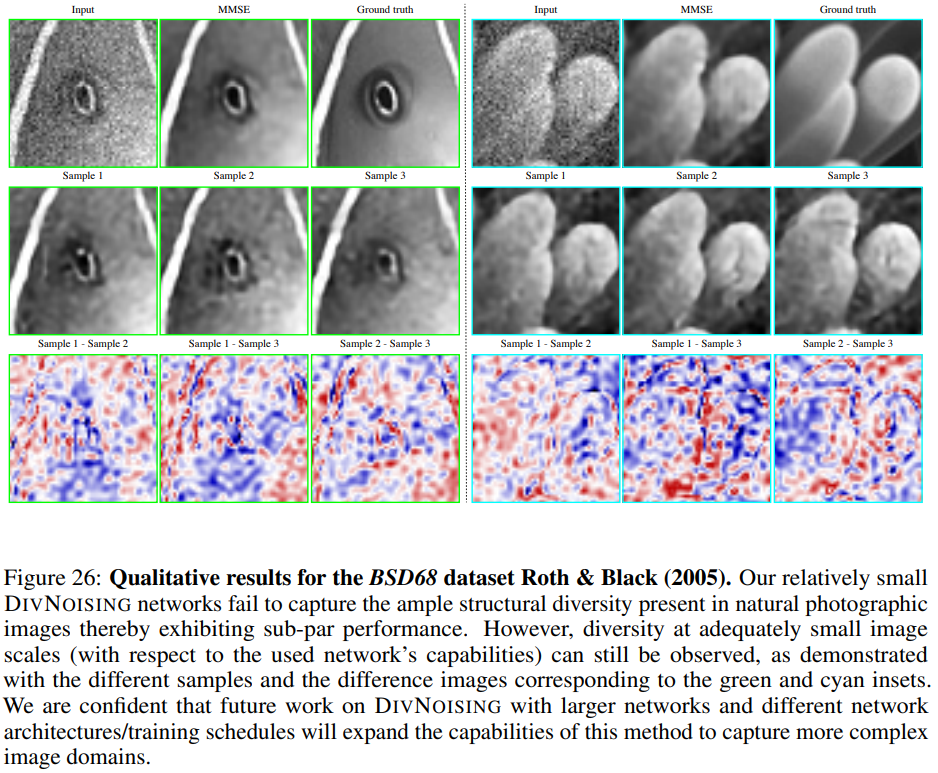 Input MMSE Ground truth Input MMSE Ground truth
Sample 1 Sample 2 Sample 3 Sample 1 Sample 2 Sample 3
Sample 1 - Sample 2 Sample 1 - Sample 3 Sample 2 - Sample 3 Sample 1 - Sample 2 Sample 1 - Sample 3 Sample 2 - Sample 3
Figure 26: Qualitative results for the BSD68 dataset Roth & Black (2005). Our relatively small
DIVNOISING networks fail to capture the ample structural diversity present in natural photographic
images thereby exhibiting sub-par performance. However, diversity at adequately small image
scales (with respect to the used network's capabilities) can still be observed, as demonstrated
with the different samples and the difference images corresponding to the green and cyan insets.
We are confident that future work on DIVNOISING with larger networks and different network
architectures/training schedules will expand the capabilities of this method to capture more complex
image domains.